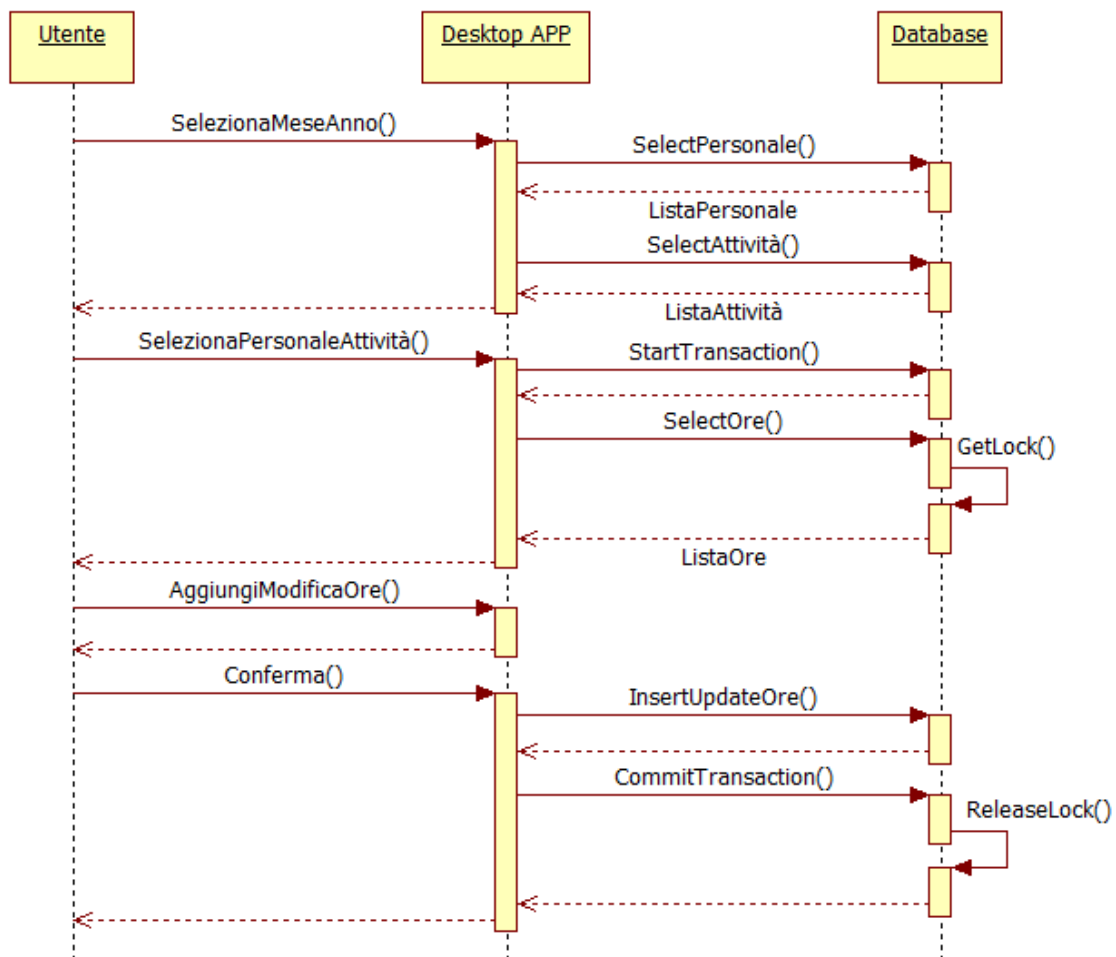 Utente
Desktop APP
Database
SelezionaMeseAnno()
SelectPersonale()
ListaPersonale
SelectAttività()
ListaAttività
SelezionaPersonaleAttività()
StartTransaction()
SelectOre()
GetLock()
ListaOre
AggiungiModificaOre()
Conferma()
InsertUpdateOre()
CommitTransaction()
ReleaseLock()